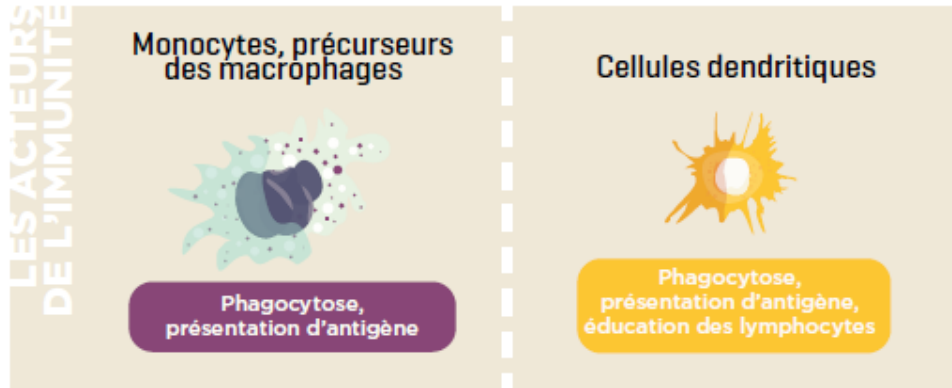 LES ACTEURS
DE L'IMMUNITÉ
Monocytes, précurseurs
des macrophages
Phagocytose,
présentation d'antigène
Cellules dendritiques
Phagocytose,
présentation d'antigène,
éducation des lymphocytes